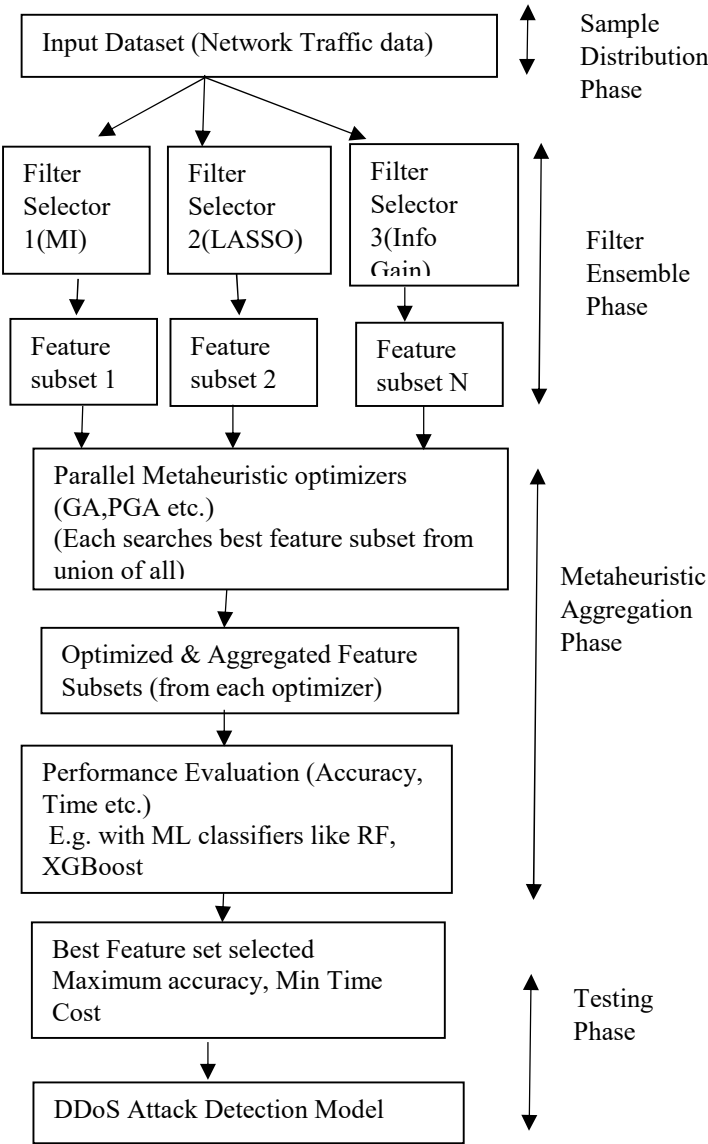 Input Dataset (Network Traffic data)
Sample
Distribution
Phase
Filter
Selector
1(MI)
Filter
Selector
2(LASSO)
Filter
Selector
3(Info
Gain)
Filter
Ensemble
Phase
Feature
subset 1
Feature
subset 2
Feature
subset N
Parallel Metaheuristic optimizers
(GA,PGA etc.)
(Each searches best feature subset from
union of all)
Metaheuristic
Aggregation
Phase
Optimized & Aggregated Feature
Subsets (from each optimizer)
Performance Evaluation (Accuracy,
Time etc.)
E.g. with ML classifiers like RF,
XGBoost
Best Feature set selected
Maximum accuracy, Min Time
Cost
Testing
Phase
DDoS Attack Detection Model